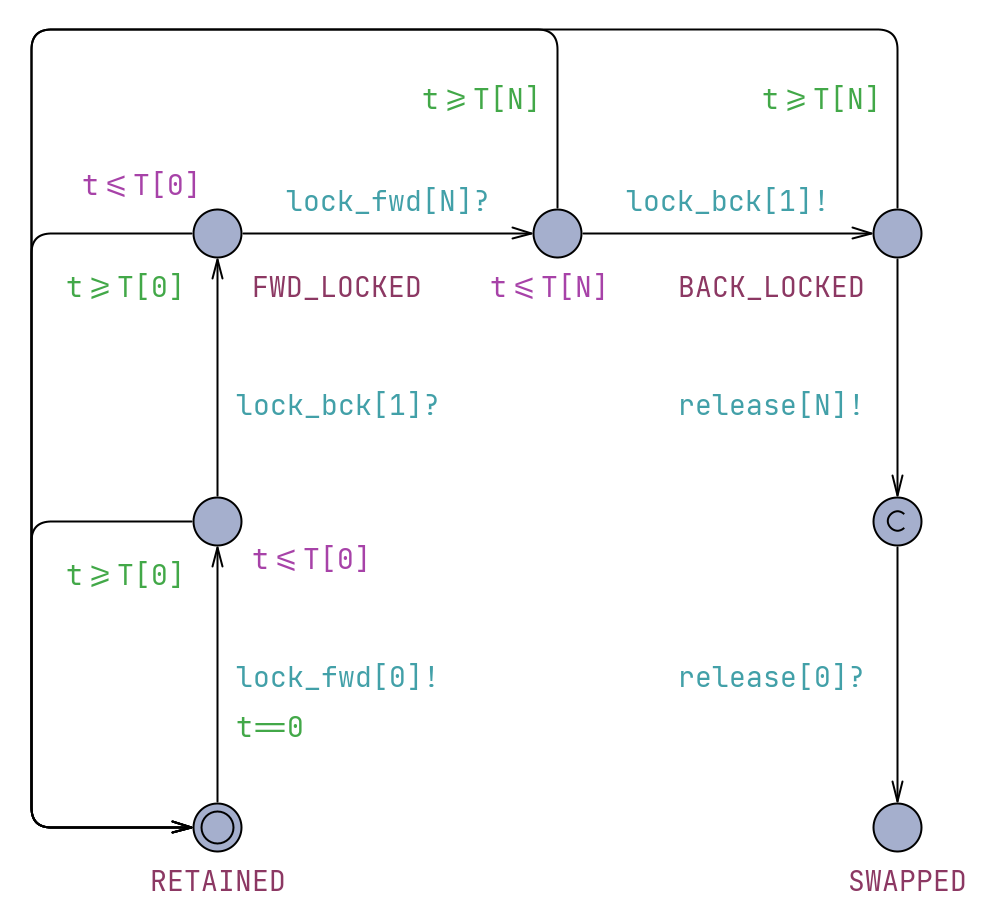 t⩾T[N]
t⩾T[N]
t⩽T[0]
lock_fwd[N]?
lock_bck[1]!
t⩾T[0]
FWD_LOCKED
t⩽T[N]
BACK_LOCKED
lock_bck[1]?
release[N]!
C
t⩽T[0]
t⩾T[0]
lock_fwd[0]!
release[0]?
t==0
RETAINED
SWAPPED